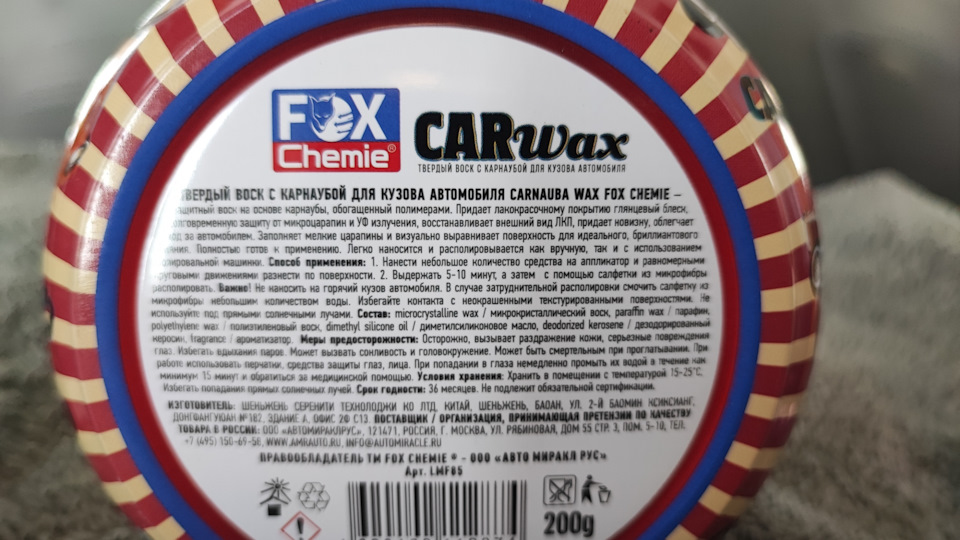 FOX
Chemie®
CARwax
ТВЕРДЫЙ ВОСК С КАРНАУБОЙ ДЛЯ КУЗОВА АВТОМОБИЛЯ
ТВЕРДЫЙ ВОСК С КАРНАУБОЙ ДЛЯ КУЗОВА АВТОМОБИЛЯ CARNAUBA WAX FOX CHEMIE –
защитный воск на основе карнаубы, обогащенный полимерами. Придает лакокрасочному покрытию глянцевый блеск,
долговременную защиту от микроцарапин и УФ излучения, восстанавливает внешний вид ЛКП, придает новизну, облегчает
уход за автомобилем. Заполняет мелкие царапины и визуально выравнивает поверхность для идеального, бриллиантового
сияния. Полностью готов к применению. Легко наносится и располировывается как вручную, так и с использованием
полировальной машинки. Способ применения: 1. Нанести небольшое количество средства на аппликатор и равномерными
круговыми движениями разнести по поверхности. 2. Выдержать 5-10 минут, а затем с помощью салфетки из микрофибры
располировать. Важно! Не наносить на горячий кузов автомобиля. В случае затруднительной располировки смочить салфетку из
микрофибры небольшим количеством воды. Избегайте контакта с неокрашенными текстурированными поверхностями. Не
используйте под прямыми солнечными лучами. Состав: microcrystalline wax / микрокристаллический воск, paraffin wax / парафин,
polyethylene wax / полиэтиленовый воск, dimethyl silicone oil / диметилсиликоновое масло, deodorized kerosene / дезодорированный
керосин, fragrance / ароматизатор. Меры предосторожности: Осторожно, вызывает раздражение кожи, серьезные повреждения
глаз. Избегать вдыхания паров. Может вызвать сонливость и головокружение. Может быть смертельным при проглатывании. При
работе использовать перчатки, средства защиты глаз, лица. При попадании в глаза немедленно промыть их водой в течение как
минимум 15 минут и обратиться за медицинской помощью. Условия хранения: Хранить в помещении с температурой 15-25°С.
Избегать попадания прямых солнечных лучей. Срок годности: 36 месяцев. Не подлежит обязательной сертификации.
ИЗГОТОВИТЕЛЬ: ШЕНЬЖЕНЬ СЕРЕНИТИ ТЕХНОЛОДЖИ КО ЛТД, КИТАЙ, ШЕНЬЖЕНЬ, БАОАН, УЛ. 2-Й БАОМИН КСИКСИАНГ,
ДОНГФАНГЮАН №182, ЗДАНИЕ А, ОФИС 20 С13. ПОСТАВЩИК / ОРГАНИЗАЦИЯ, ПРИНИМАЮЩАЯ ПРЕТЕНЗИИ ПО КАЧЕСТВУ
ТОВАРА В РОССИИ: ООО «АВТОМИРАКЛРУС», 121471, РОССИЯ, Г. МОСКВА, УЛ. РЯБИНОВАЯ, ДОМ 55 СТР. 3, ПОМ. 5-10, ТЕЛ.
+7 (495) 150-69-50, WWW.AMRAUTO.RU, INFO@AUTOMIRACLE.RU
ПРАВООБЛАДАТЕЛЬ ТМ FOX CHEMIE ® - ООО «АВТО МИРАКЛ РУС»
Арт. LMF85
200g